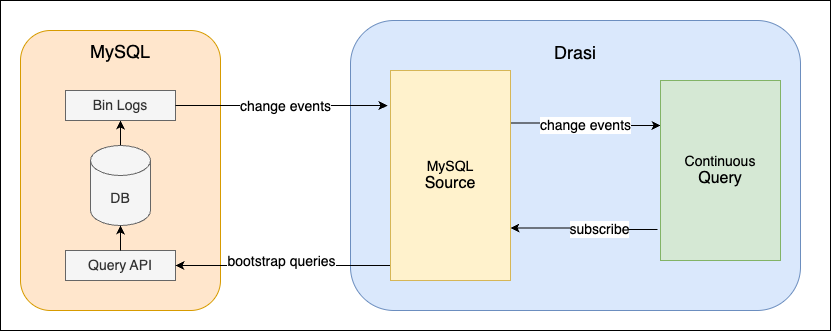 MySQL
Drasi
Bin Logs
change events
change events
MySQL
Source
Continuous
Query
DB
subscribe
Query API
bootstrap queries